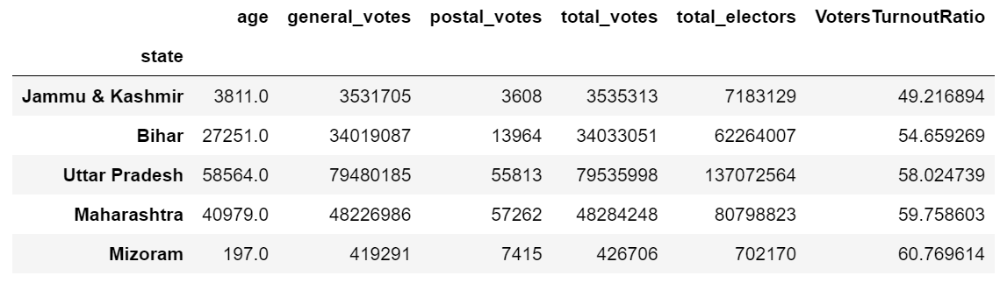 age general_votes postal_votes total_votes total_electors VotersTurnoutRatio
state
Jammu & Kashmir 3811.0 3531705 3608 3535313 7183129 49.216894
Bihar 27251.0 34019087 13964 34033051 62264007 54.659269
Uttar Pradesh 58564.0 79480185 55813 79535998 137072564 58.024739
Maharashtra 40979.0 48226986 57262 48284248 80798823 59.758603
Mizoram 197.0 419291 7415 426706 702170 60.769614